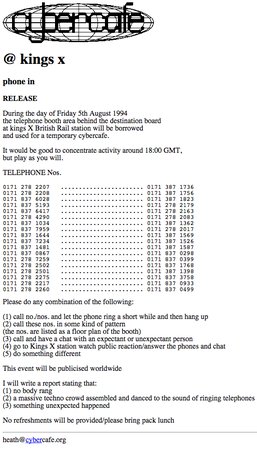 cybercafe
@ kings x
phone in
RELEASE
During the day of Friday 5th August 1994
the telephone booth area behind the destination board
at kings X British Rail station will be borrowed
and used for a temporary cybercafe.
It would be good to concentrate activity around 18:00 GMT,
but play as you will.
TELEPHONE Nos.
0171 278 2207 ........................ 0171 387 1736
0171 278 2208 ........................ 0171 387 1756
0171 837 6028 ........................ 0171 387 1823
0171 837 5193 ........................ 0171 278 2179
0171 837 6417 ........................ 0171 278 2163
0171 278 4290 ........................ 0171 278 2083
0171 837 1034 ........................ 0171 387 1362
0171 837 7959 ........................ 0171 278 2017
0171 837 1644 ........................ 0171 387 1569
0171 837 7234 ........................ 0171 387 1526
0171 837 1481 ........................ 0171 387 1587
0171 837 0867 ........................ 0171 837 0298
0171 278 7259 ........................ 0171 837 0399
0171 278 2502 ........................ 0171 837 1768
0171 278 2501 ........................ 0171 387 1398
0171 278 2275 ........................ 0171 837 3758
0171 278 2217 ........................ 0171 837 0933
0171 278 2260 ........................ 0171 837 0499
Please do any combination of the following:
(1) call no./nos. and let the phone ring a short while and then hang up
(2) call these nos. in some kind of pattern
(the nos. are listed as a floor plan of the booth)
(3) call and have a chat with an expectant or unexpectant person
(4) go to Kings X station watch public reaction/answer the phones and chat
(5) do something different
This event will be publicised worldwide
I will write a report stating that:
(1) no body rang
(2) a massive techno crowd assembled and danced to the sound of ringing telephones
(3) something unexpected happened
No refreshments will be provided/please bring pack lunch
heath@cybercafe.org